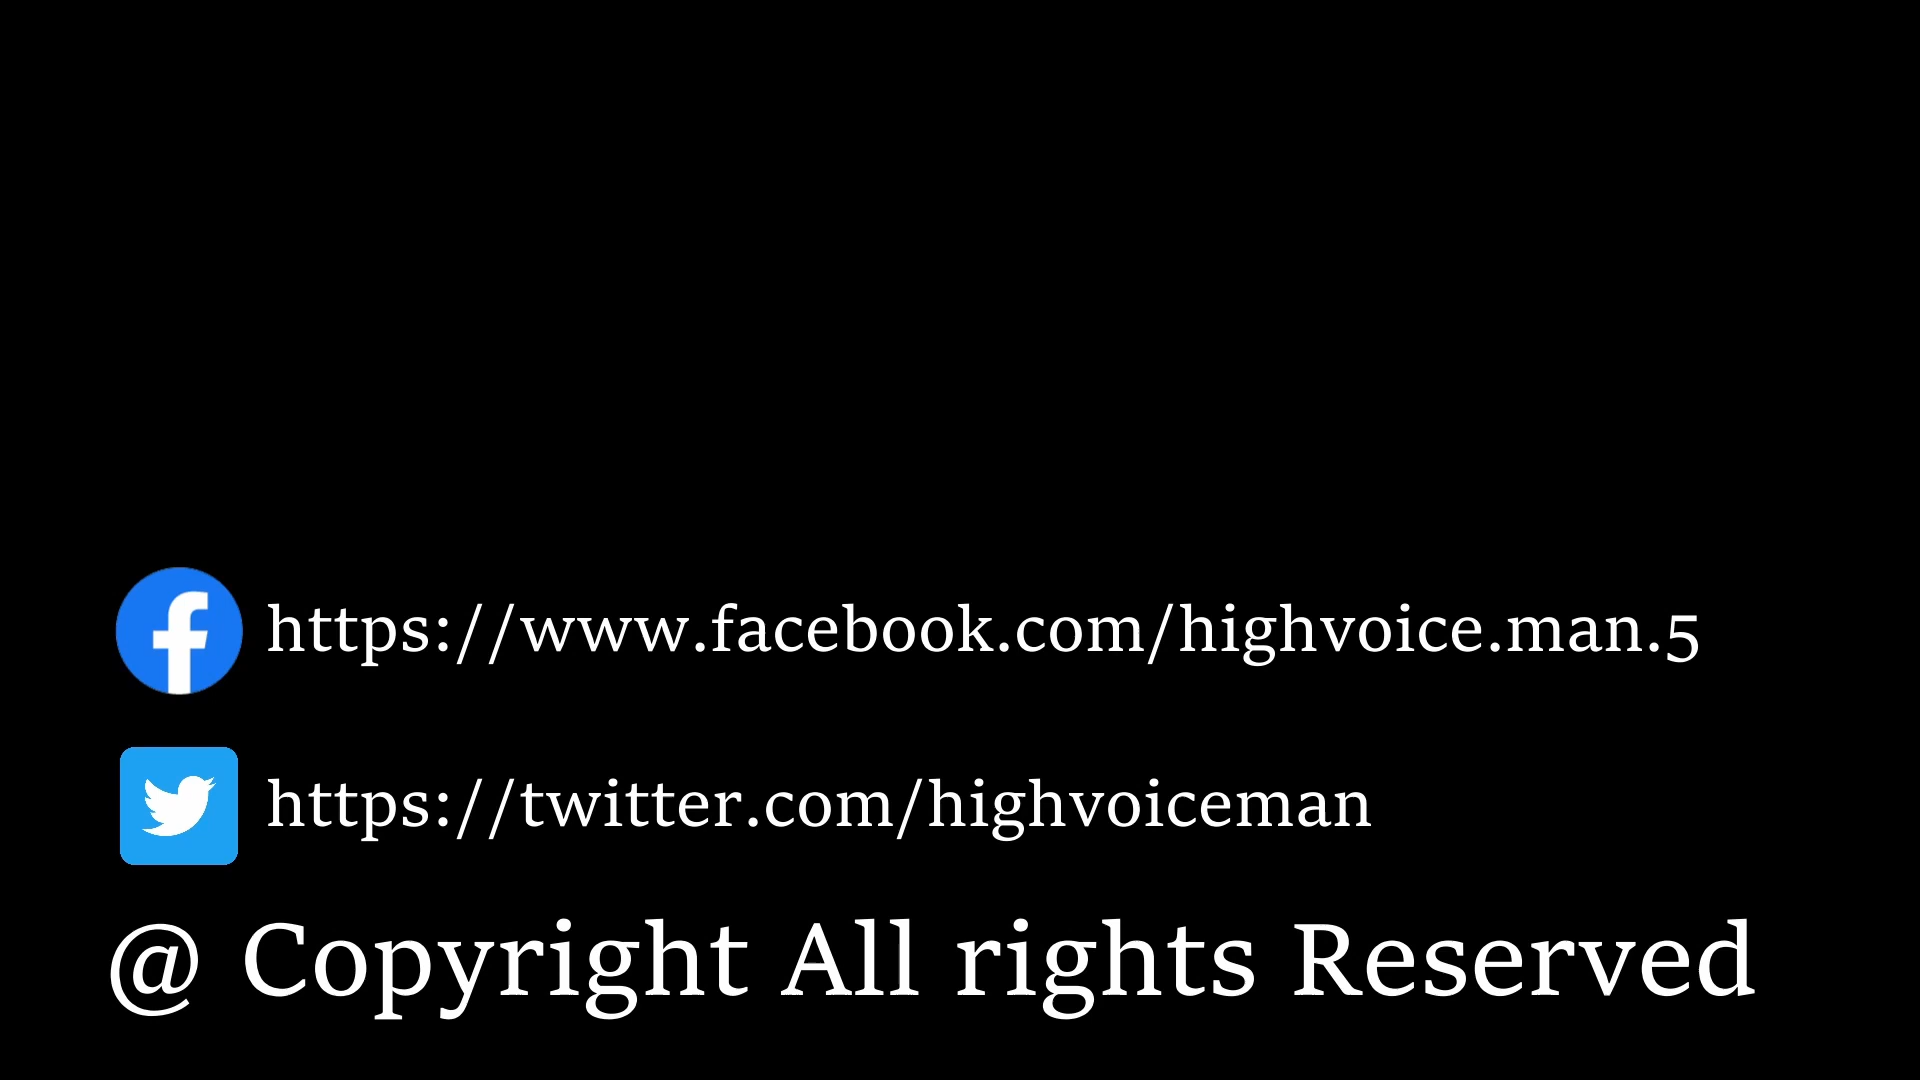 https://www.facebook.com/highvoice.man.5
https://twitter.com/highvoiceman
@ Copyright All rights Reserved